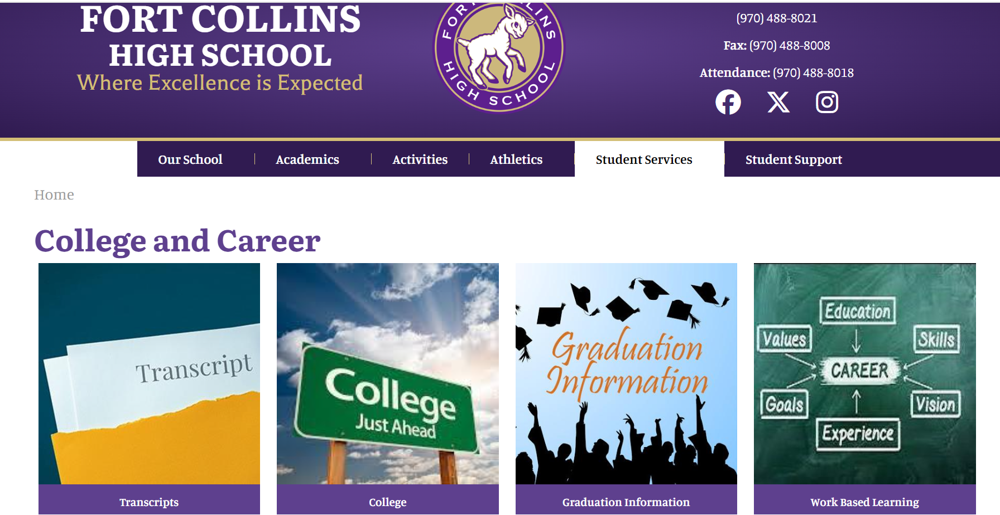 FORT COLLINS
HIGH SCHOOL
Where Excellence is Expected
HIGH SCHOOL
(970) 488-8021
Fax: (970) 488-8008
Attendance: (970) 488-8018
Our School
Academics
Activities
Athletics
Student Services
Student Support
Home
College and Career
Transcript
College
Just Ahead
Graduation
Information
Education
Values
Skills
CAREER
Goals
Vision
Experience
Transcripts
College
Graduation Information
Work Based Learning